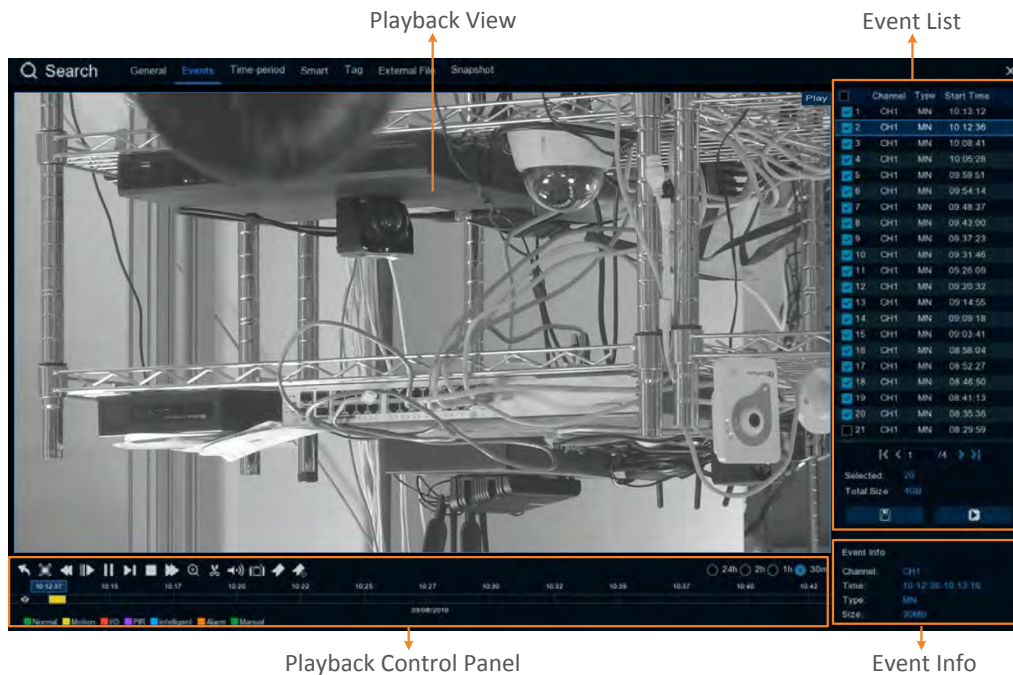 Playback View
Event List
Search General Events Time-period Smart Tag External File Snapshot
Play
Channel Type Start Time
1 CH1 MN 10:13:12
2 CH1 MN 10:12:36
3 CH1 MN 10:08:41
4 CH1 MN 10:05:28
5 CH1 MN 09:59:51
6 CH1 MN 09:54:14
7 CH1 MN 09:48:37
8 CH1 MN 09:43:00
9 CH1 MN 09:37:23
10 CH1 MN 09:31:46
11 CH1 MN 09:26:09
12 CH1 MN 09:20:32
13 CH1 MN 09:14:55
14 CH1 MN 09:09:18
15 CH1 MN 09:03:41
16 CH1 MN 08:58:04
17 CH1 MN 08:52:27
18 CH1 MN 08:46:50
19 CH1 MN 08:41:13
20 CH1 MN 08:35:36
21 CH1 MN 08:29:59
1 /4
Selected: 20
Total Size: 4GB
24h 2h 1h 30m
10:12:37 10:15 10:17 10:20 10:22 10:25 10:27 10:30 10:32 10:35 10:37 10:40 10:42
03/08/2019
Normal Motion I/O PIR Intelligent Alarm Manual
Event Info
Channel: CH1
Time: 10:12:36-10:13:10
Type: MN
Size: 30MB
Playback Control Panel
Event Info